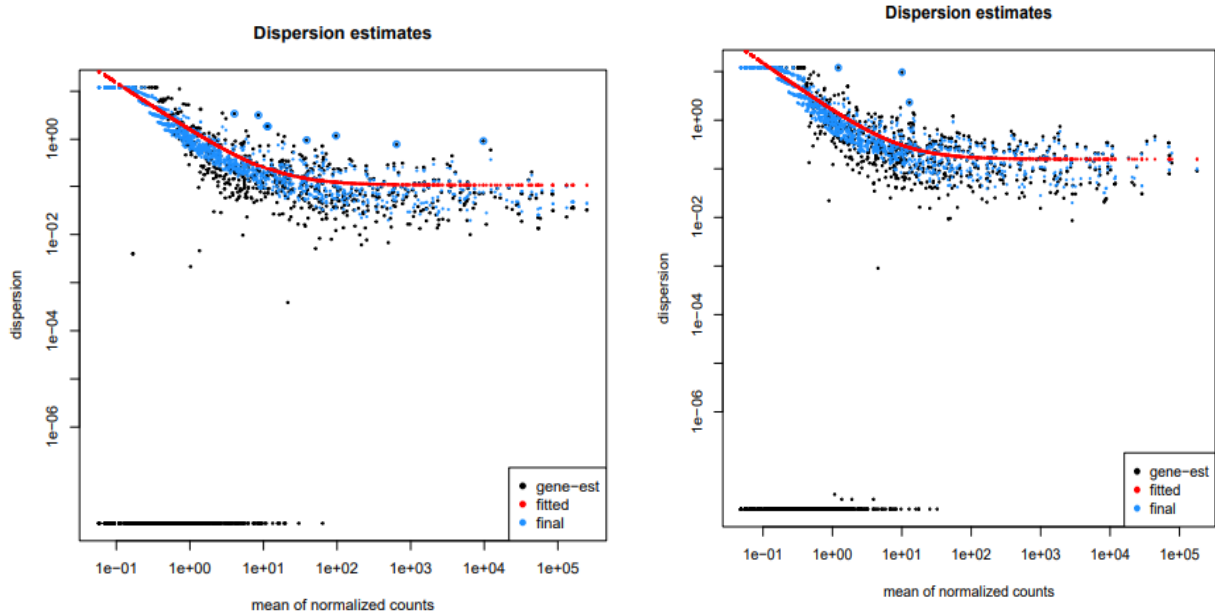 Dispersion estimates
dispersion
1e+00
1e−02
1e−04
1e−06
gene−est
fitted
final
1e−01 1e+00 1e+01 1e+02 1e+03 1e+04 1e+05
mean of normalized counts
Dispersion estimates
dispersion
1e+00
1e−02
1e−04
1e−06
gene−est
fitted
final
1e−01 1e+00 1e+01 1e+02 1e+03 1e+04 1e+05
mean of normalized counts